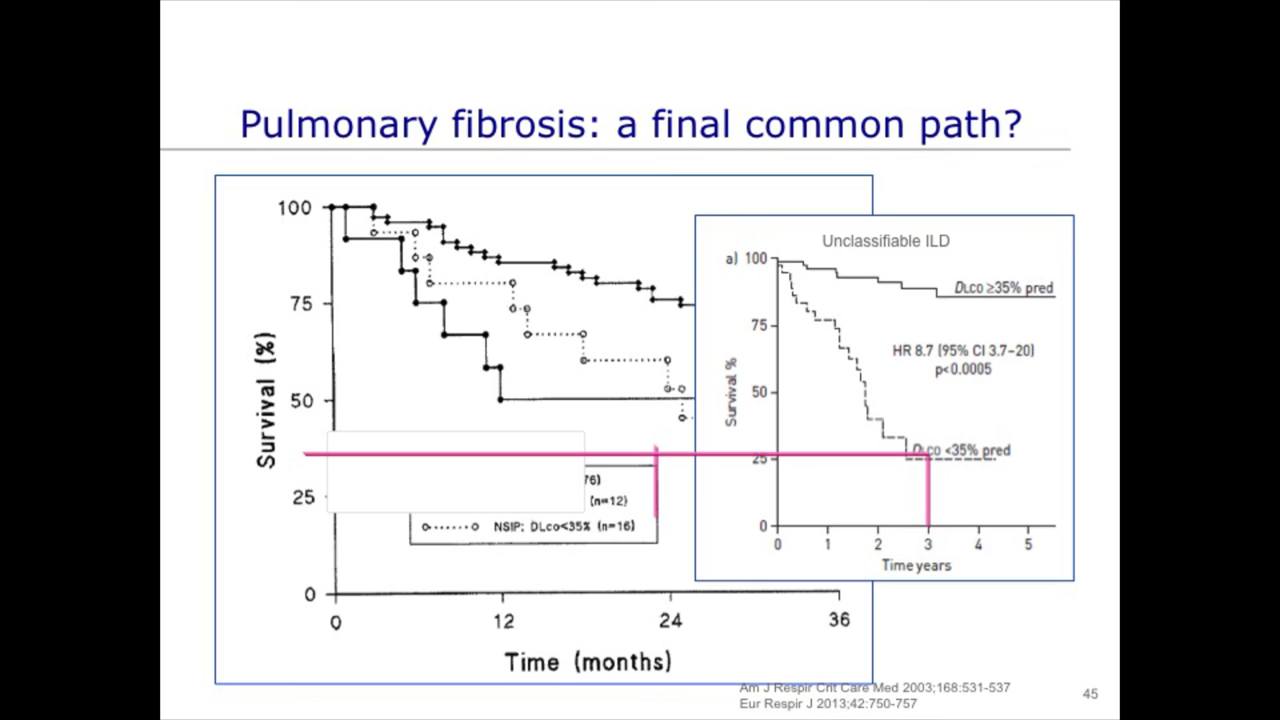 Pulmonary fibrosis: a final common path?
100
75
50
25
0
Survival (%)
76)
(n=12)
NSIP: DLco<35% (n=16)
0
12
24
36
Time (months)
Unclassifiable ILD
a) 100
75
50
25
0
Survival %
DLCO ≥35% pred
HR 8.7 (95% CI 3.7–20)
p<0.0005
DLCO <35% pred
0
1
2
3
4
5
Time years
Am J Respir Crit Care Med 2003;168:531-537
Eur Respir J 2013;42:750-757
45